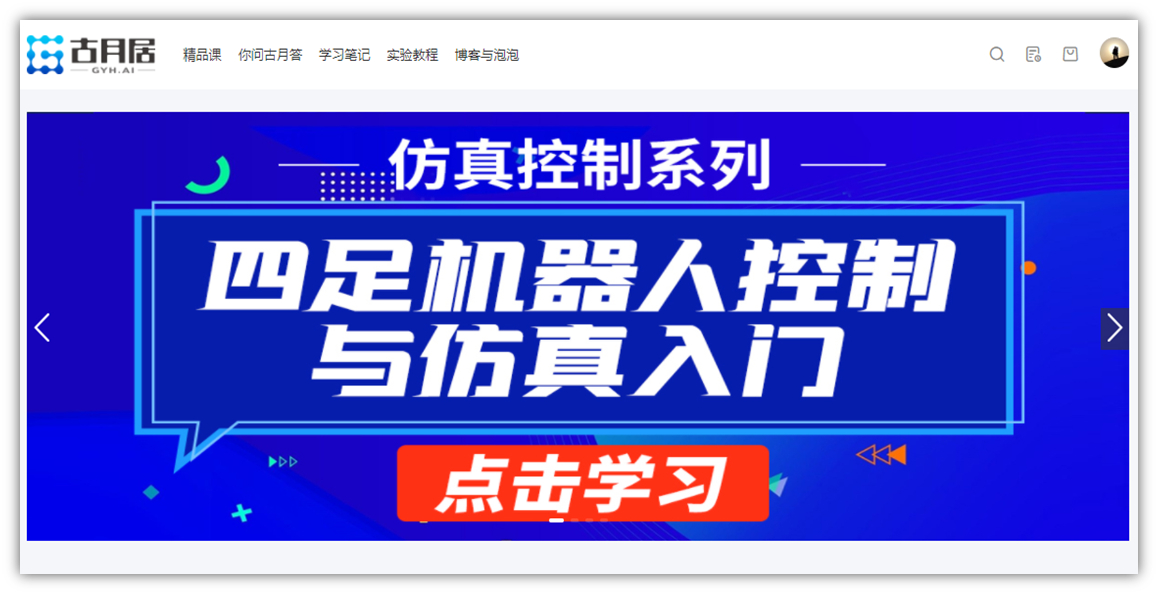 古月居
GYH.AI
精品课 你问古月答 学习笔记 实验教程 博客与泡泡
仿真控制系列
四足机器人控制
与仿真入门
点击学习